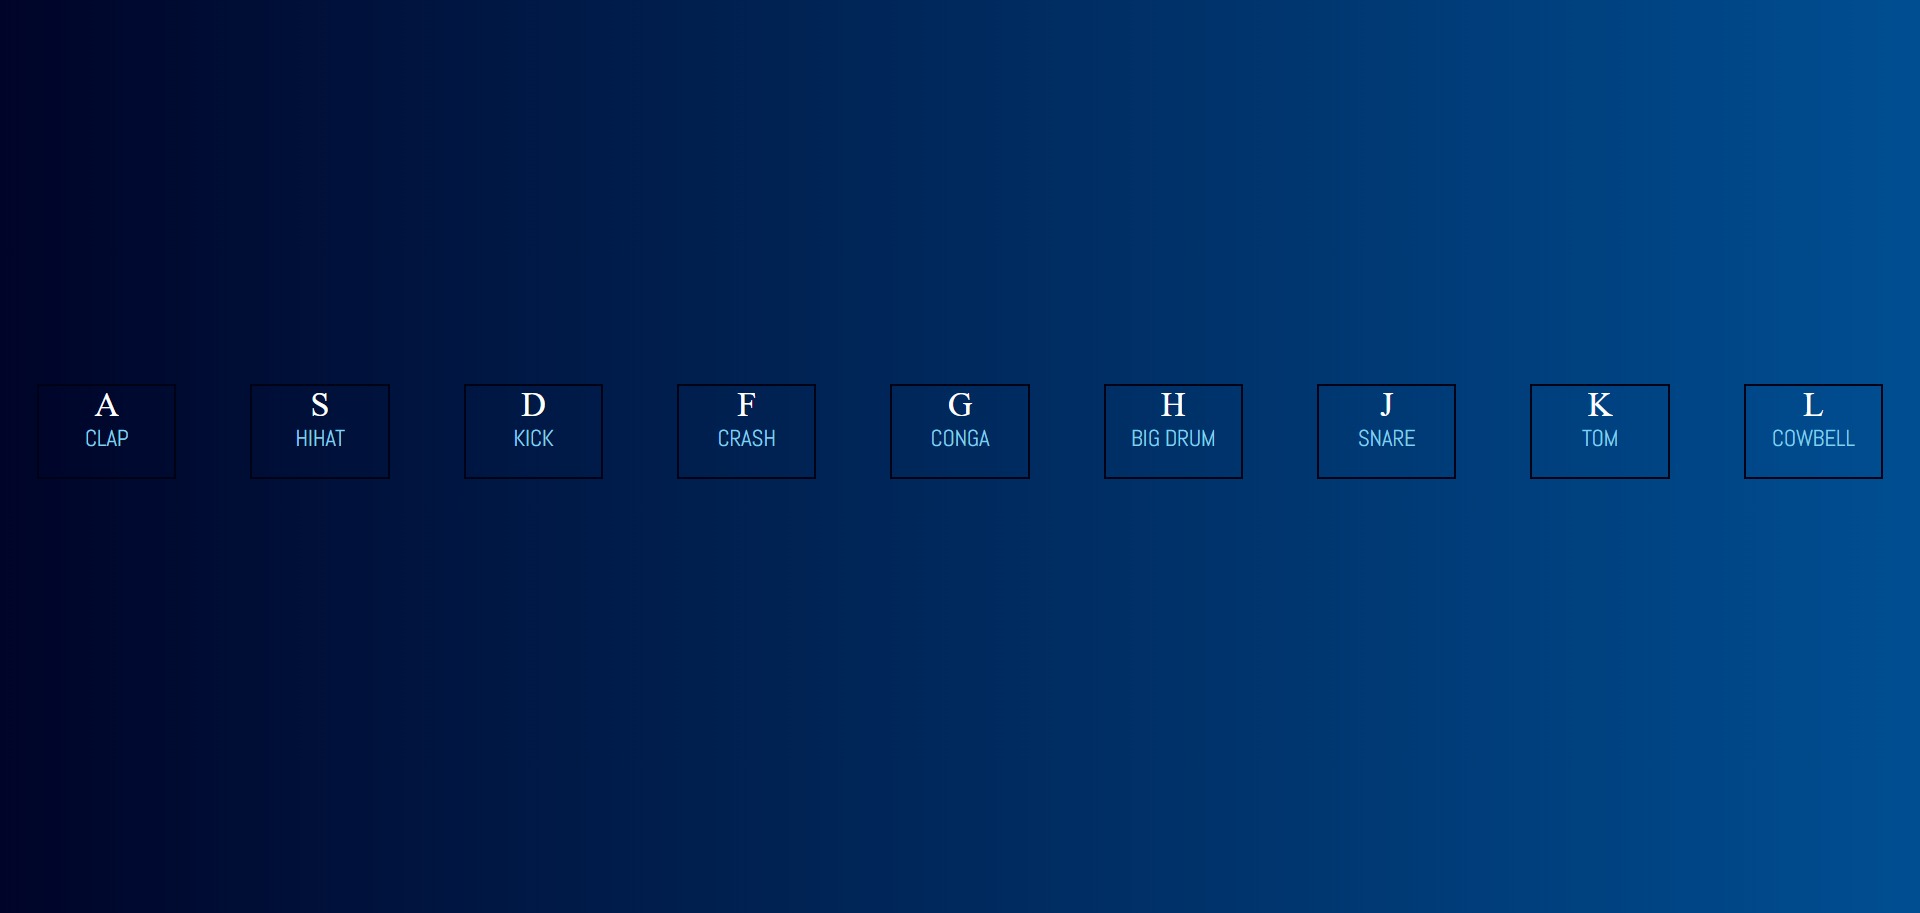 A
CLAP
S
HIHAT
D
KICK
F
CRASH
G
CONGA
H
BIG DRUM
J
SNARE
K
TOM
L
COWBELL